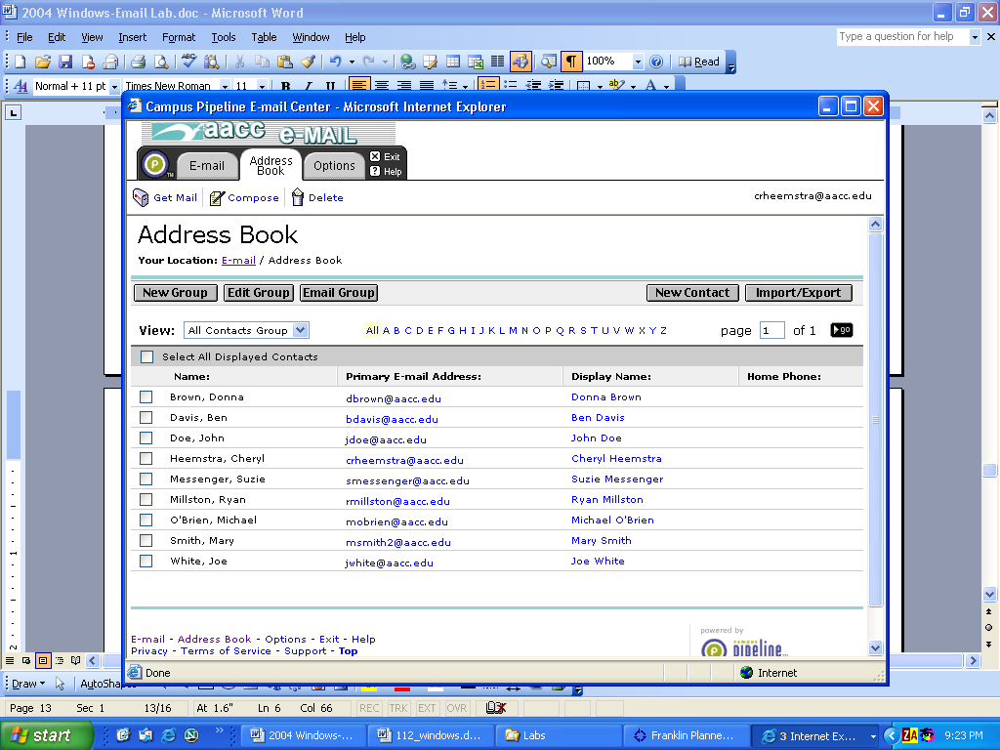 2004 Windows-Email Lab.doc - Microsoft Word
File Edit View Insert Format Tools Table Window Help
Type a question for help
100% Read
Normal + 11 pt Times New Roman 11 B I U
Campus Pipeline E-mail Center - Microsoft Internet Explorer
aacc e-MAIL
E-mail Address Book Options Exit Help
Get Mail Compose Delete crheemstra@aacc.edu
Address Book
Your Location: E-mail / Address Book
New Group Edit Group Email Group New Contact Import/Export
View: All Contacts Group All A B C D E F G H I J K L M N O P Q R S T U V W X Y Z page 1 of 1 go
Select All Displayed Contacts
Name: Primary E-mail Address: Display Name: Home Phone:
Brown, Donna dbrown@aacc.edu Donna Brown
Davis, Ben bdavis@aacc.edu Ben Davis
Doe, John jdoe@aacc.edu John Doe
Heemstra, Cheryl crheemstra@aacc.edu Cheryl Heemstra
Messenger, Suzie smessenger@aacc.edu Suzie Messenger
Millston, Ryan rmillston@aacc.edu Ryan Millston
O'Brien, Michael mobrien@aacc.edu Michael O'Brien
Smith, Mary msmith2@aacc.edu Mary Smith
White, Joe jwhite@aacc.edu Joe White
E-mail - Address Book - Options - Exit - Help
Privacy - Terms of Service - Support - Top
powered by
campus pipeline
Done Internet
Draw AutoShapes
Page 13 Sec 1 13/16 At 1.6" Ln 6 Col 66 REC TRK EXT OVR
start 2004 Windows-... 112_windows.d... Labs Franklin Planne... 3 Internet Ex... ZA 9:23 PM